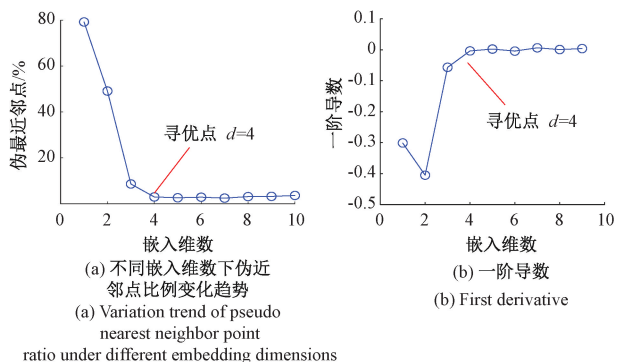 80
60
40
20
0
2
4
6
8
10
伪最近邻点/%
寻优点 d=4
嵌入维数
(a) 不同嵌入维数下伪近
邻点比例变化趋势
(a) Variation trend of pseudo
nearest neighbor point
ratio under different embedding dimensions
0
-0.1
-0.2
-0.3
-0.4
-0.5
0
2
4
6
8
10
一阶导数
寻优点 d=4
嵌入维数
(b) 一阶导数
(b) First derivative